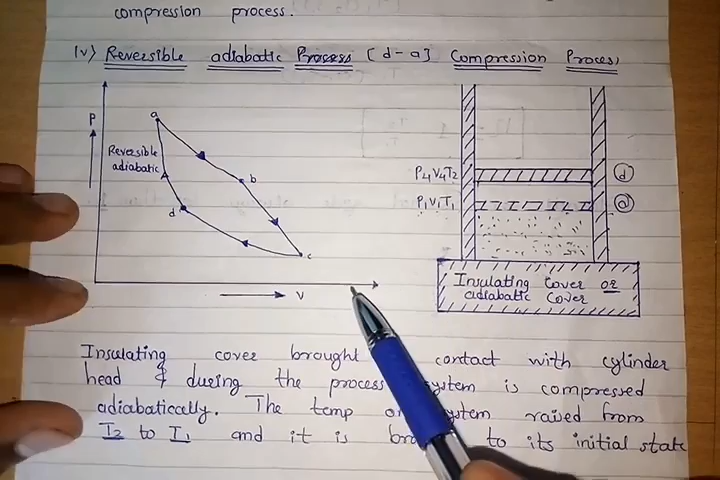 compression process.
iv) Reversible adiabatic Process [d-a] Compression Process
P
a
Reversible
adiabatic
b
d
c
V
P4 V4 T2
d
P1 V1 T1
a
Insulating cover or
adiabatic cover
Insulating cover brought contact with cylinder
head & during the process system is compressed
adiabatically. The temp system raised from
T2 to T1 and it is to its initial state